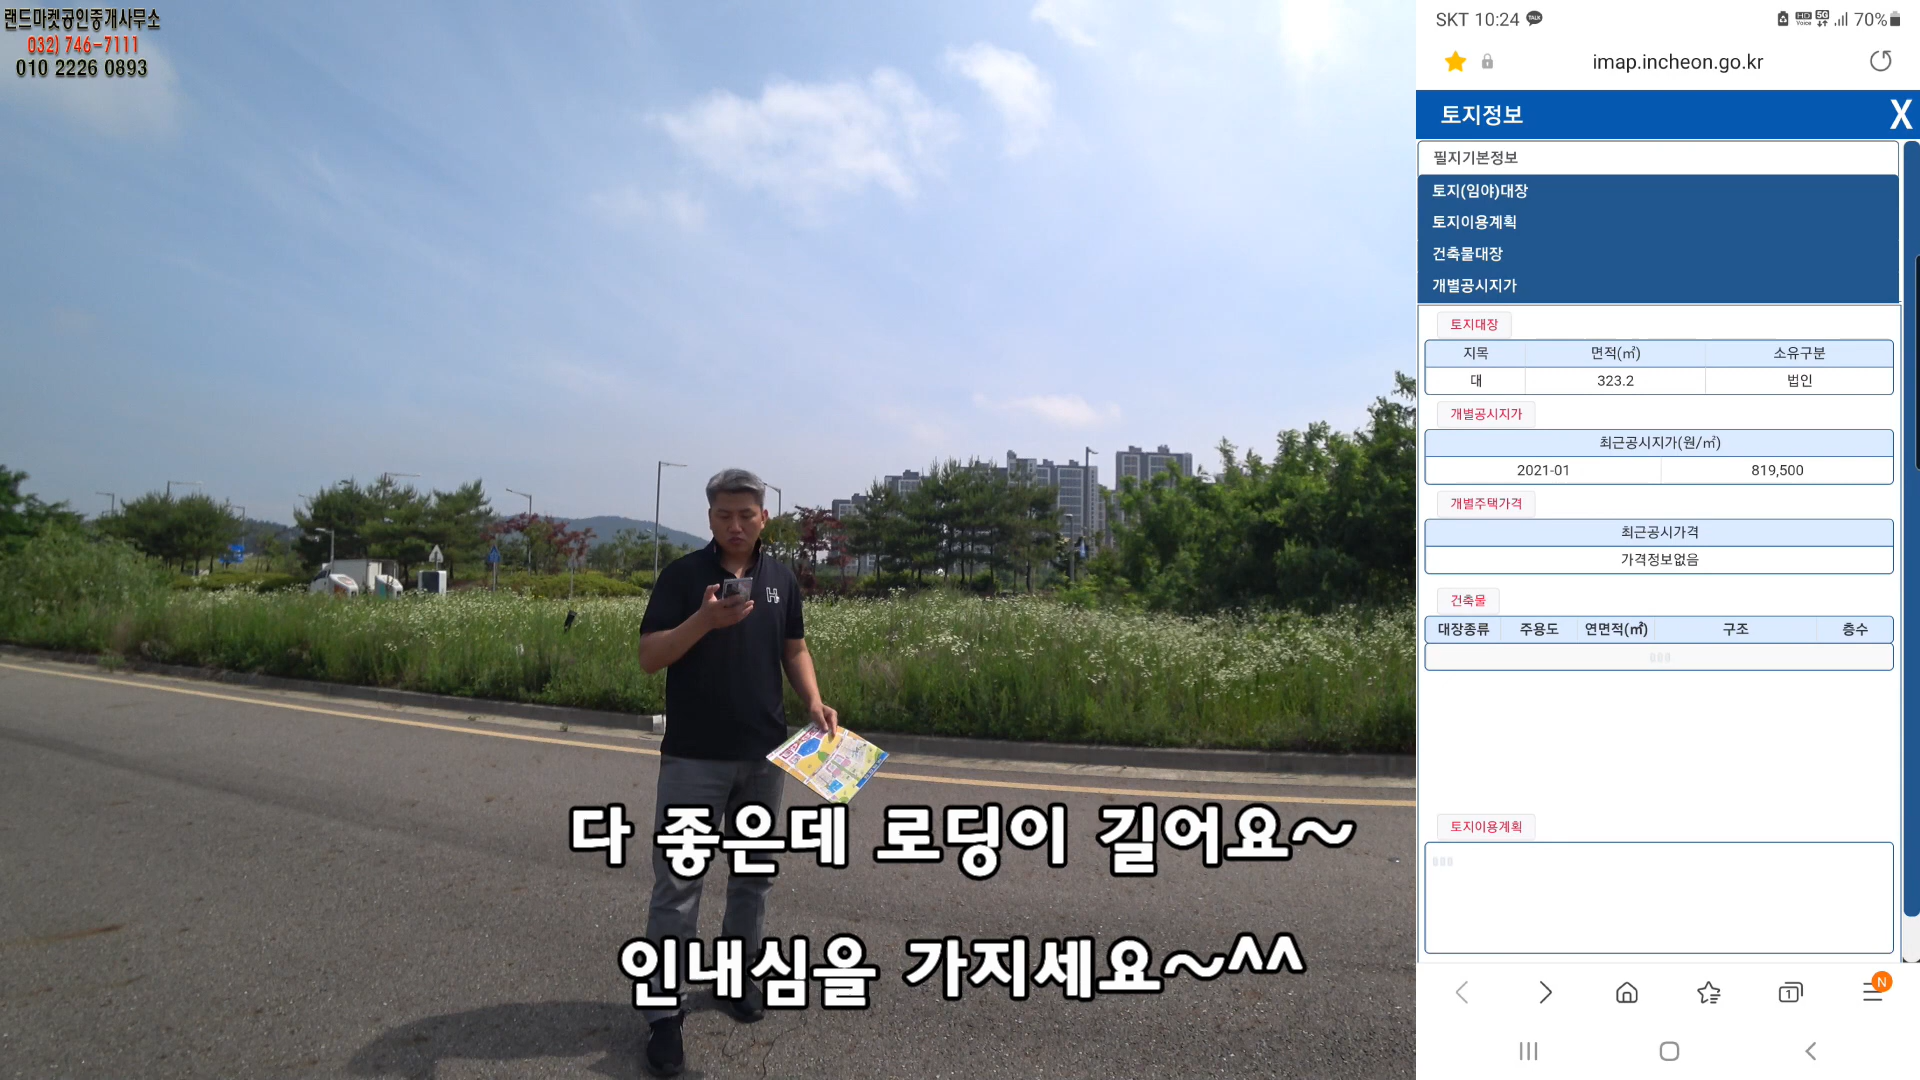 랜드마켓공인중개사무소
032) 746-7111
010 2226 0893
다 좋은데 로딩이 길어요~
인내심을 가지세요~^^
SKT 10:24
70%
imap.incheon.go.kr
토지정보 X
필지기본정보
토지(임야)대장
토지이용계획
건축물대장
개별공시지가
토지대장
지목 면적(㎡) 소유구분
대 323.2 법인
개별공시지가
최근공시지가(원/㎡)
2021-01 819,500
개별주택가격
최근공시가격
가격정보없음
건축물
대장종류 주용도 연면적(㎡) 구조 층수
토지이용계획
1
N